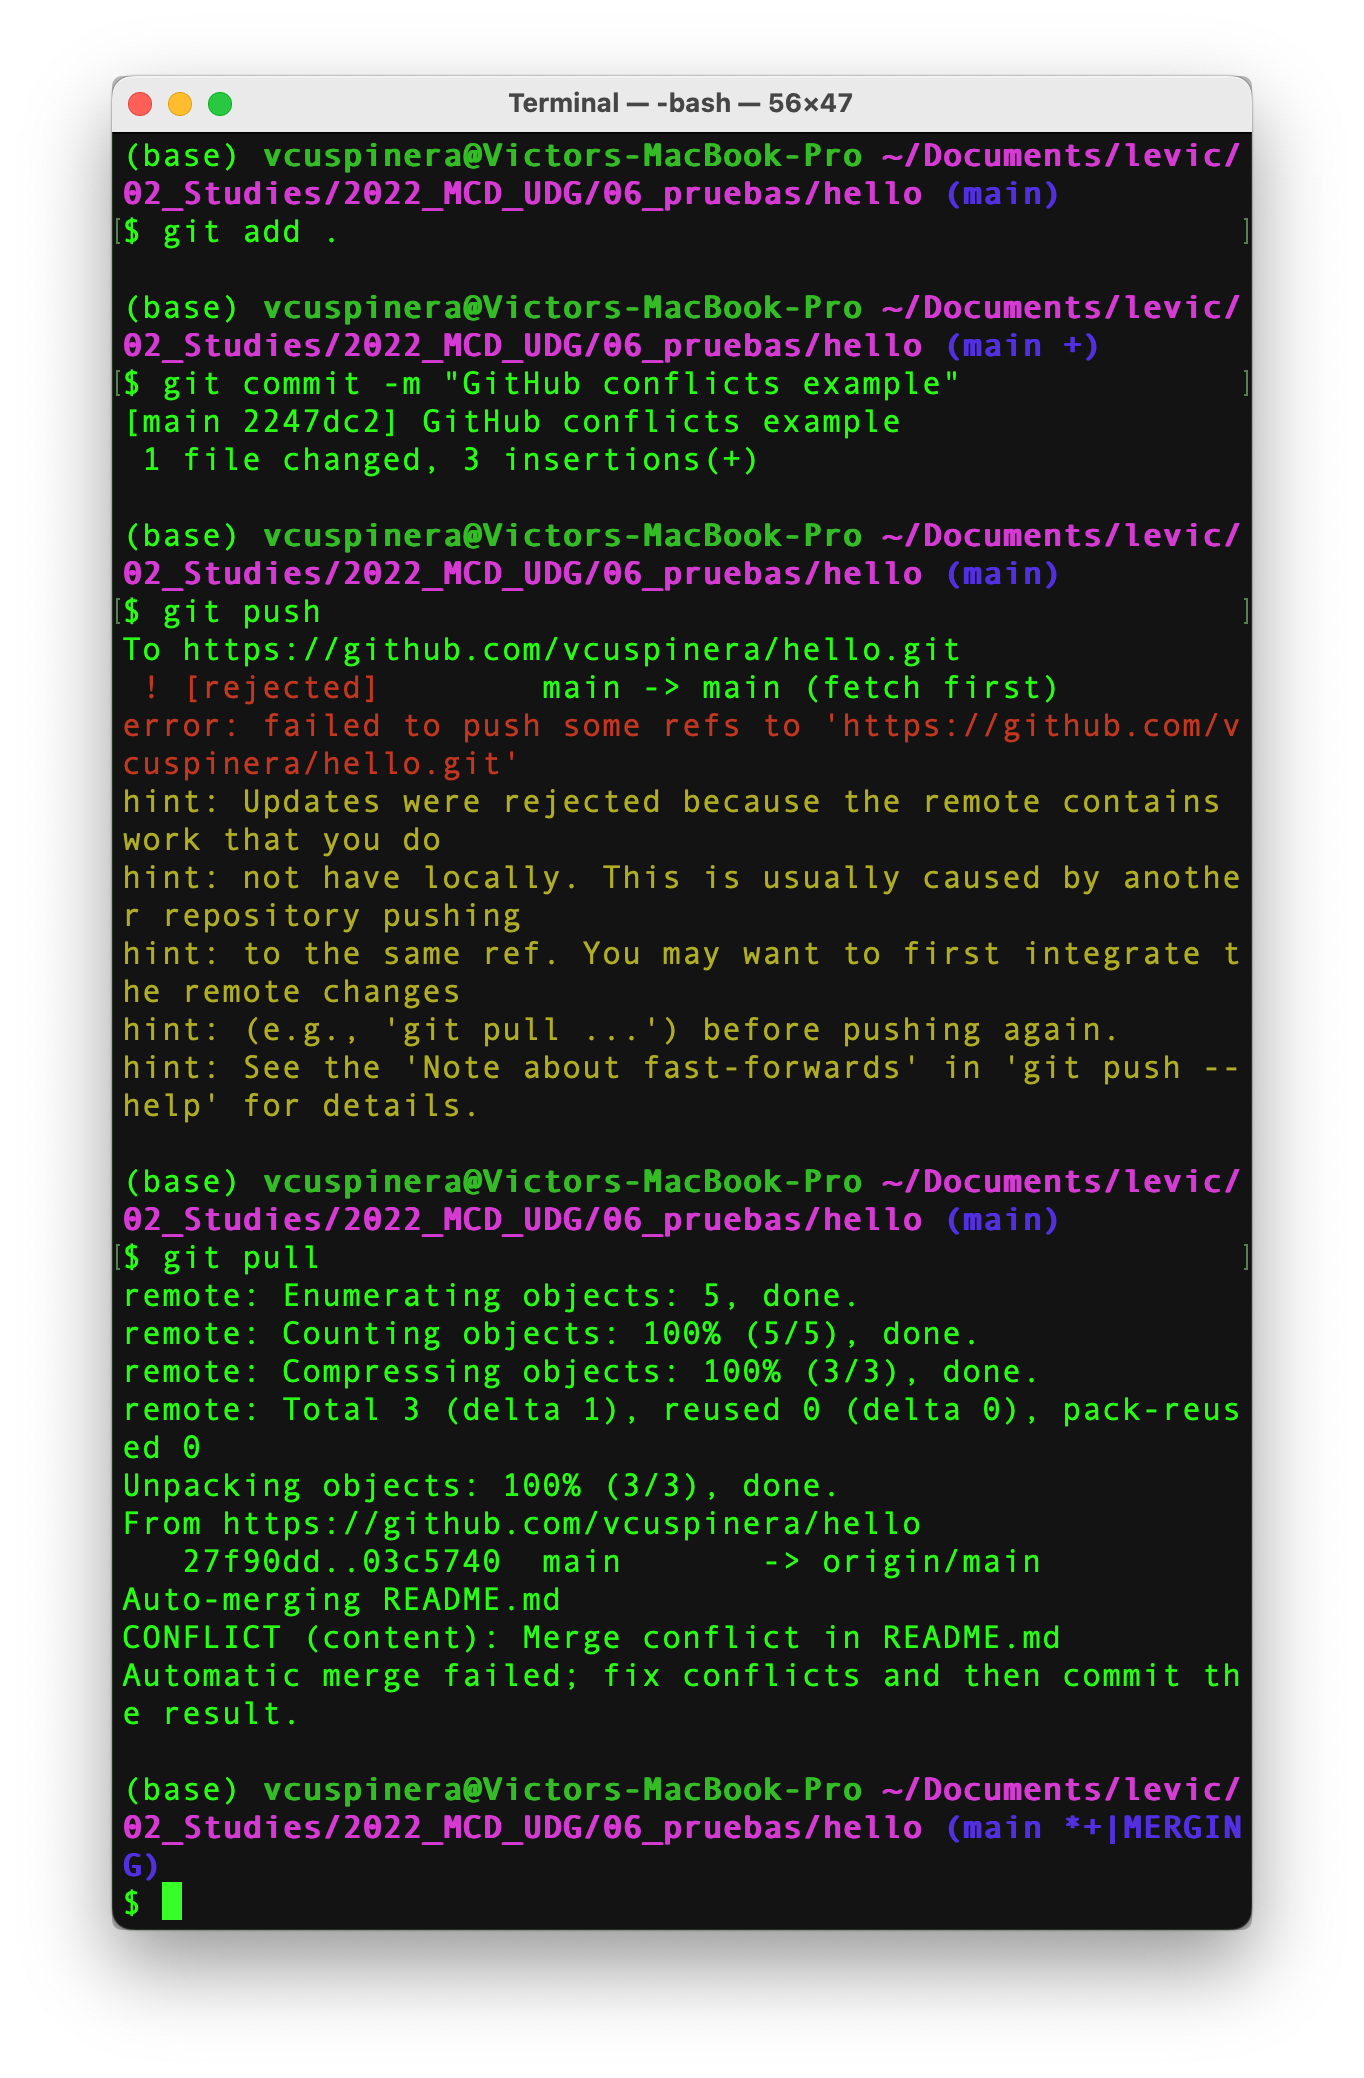 Terminal — -bash — 56×47
(base) vcuspinera@Victors-MacBook-Pro ~/Documents/levic/
02_Studies/2022_MCD_UDG/06_pruebas/hello (main)
[$ git add . ]
(base) vcuspinera@Victors-MacBook-Pro ~/Documents/levic/
02_Studies/2022_MCD_UDG/06_pruebas/hello (main +)
[$ git commit -m "GitHub conflicts example" ]
[main 2247dc2] GitHub conflicts example
 1 file changed, 3 insertions(+)
(base) vcuspinera@Victors-MacBook-Pro ~/Documents/levic/
02_Studies/2022_MCD_UDG/06_pruebas/hello (main)
[$ git push ]
To https://github.com/vcuspinera/hello.git
 ! [rejected]        main -> main (fetch first)
error: failed to push some refs to 'https://github.com/v
cuspinera/hello.git'
hint: Updates were rejected because the remote contains
work that you do
hint: not have locally. This is usually caused by anothe
r repository pushing
hint: to the same ref. You may want to first integrate t
he remote changes
hint: (e.g., 'git pull ...') before pushing again.
hint: See the 'Note about fast-forwards' in 'git push --
help' for details.
(base) vcuspinera@Victors-MacBook-Pro ~/Documents/levic/
02_Studies/2022_MCD_UDG/06_pruebas/hello (main)
[$ git pull ]
remote: Enumerating objects: 5, done.
remote: Counting objects: 100% (5/5), done.
remote: Compressing objects: 100% (3/3), done.
remote: Total 3 (delta 1), reused 0 (delta 0), pack-reus
ed 0
Unpacking objects: 100% (3/3), done.
From https://github.com/vcuspinera/hello
   27f90dd..03c5740  main       -> origin/main
Auto-merging README.md
CONFLICT (content): Merge conflict in README.md
Automatic merge failed; fix conflicts and then commit th
e result.
(base) vcuspinera@Victors-MacBook-Pro ~/Documents/levic/
02_Studies/2022_MCD_UDG/06_pruebas/hello (main *+|MERGIN
G)
$